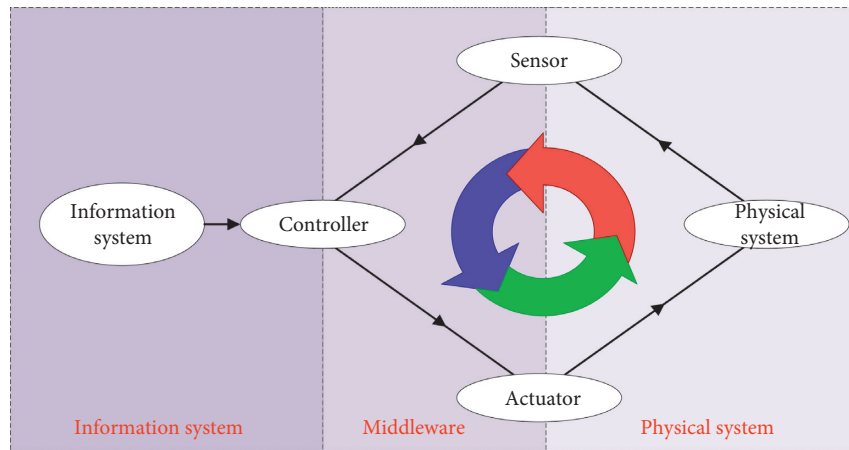 Sensor
Information
system
Controller
Physical
system
Actuator
Information system
Middleware
Physical system